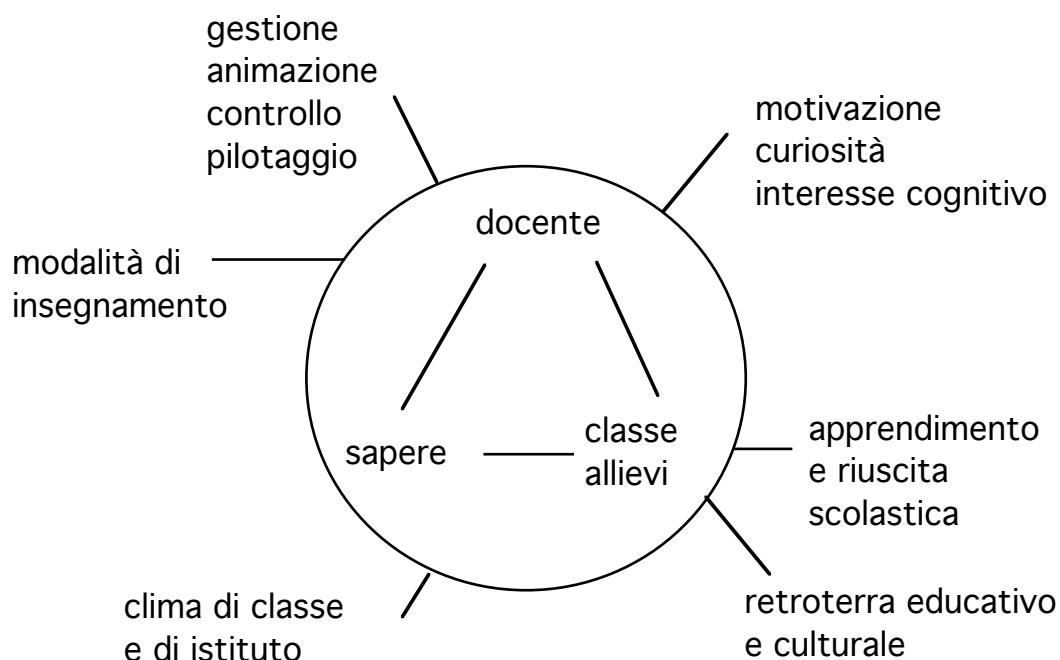 gestione
animazione
controllo
pilotaggio
motivazione
curiosità
interesse cognitivo
docente
modalità di
insegnamento
sapere
classe
allievi
apprendimento
e riuscita
scolastica
clima di classe
e di istituto
retroterra educativo
e culturale